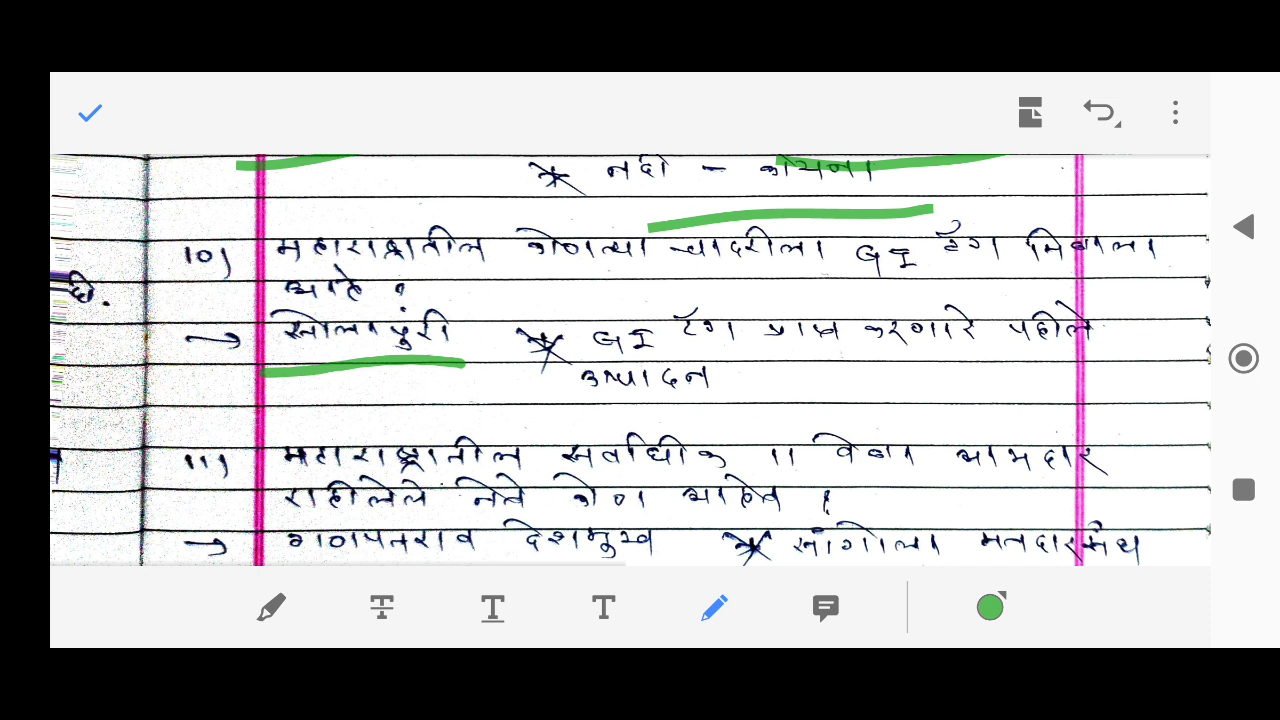 * नदी - कोयना
10) महाराष्ट्रातील कोणत्या चादरीला GI टॅग मिळाला
आहे ?
→ सोलापुरी * GI टॅग प्राप्त करणारे पहीले
उत्पादन
11) महाराष्ट्रातील सर्वाधीक 11 वेळा आमदार
राहीलेले नेते कोण आहेत ?
→ गणपतराव देशमुख * सांगोला मतदारसंघ